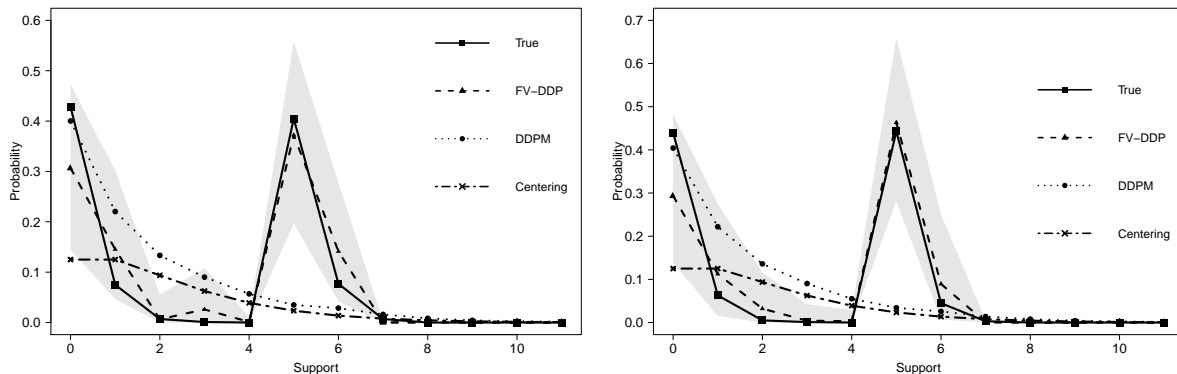 0.6
0.5
0.4
0.3
0.2
0.1
0.0
Probability
True
FV−DDP
DDPM
Centering
0 2 4 6 8 10
Support
0.7
0.6
0.5
0.4
0.3
0.2
0.1
0.0
Probability
True
FV−DDP
DDPM
Centering
0 2 4 6 8 10
Support